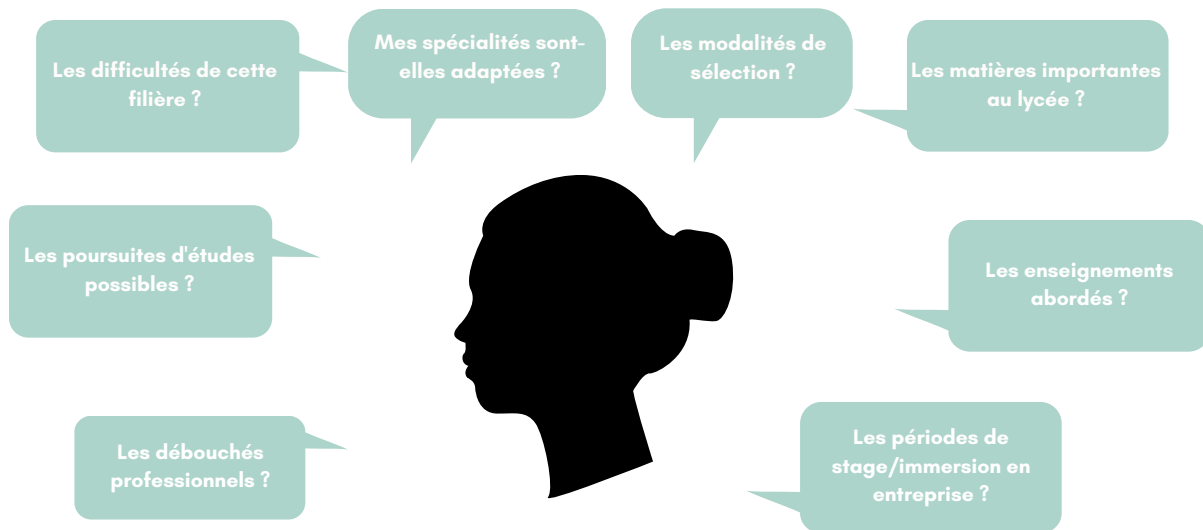 Les difficultés de cette
filière ?
Mes spécialités sont-
elles adaptées ?
Les modalités de
sélection ?
Les matières importantes
au lycée ?
Les poursuites d'études
possibles ?
Les enseignements
abordés ?
Les débouchés
professionnels ?
Les périodes de
stage/immersion en
entreprise ?